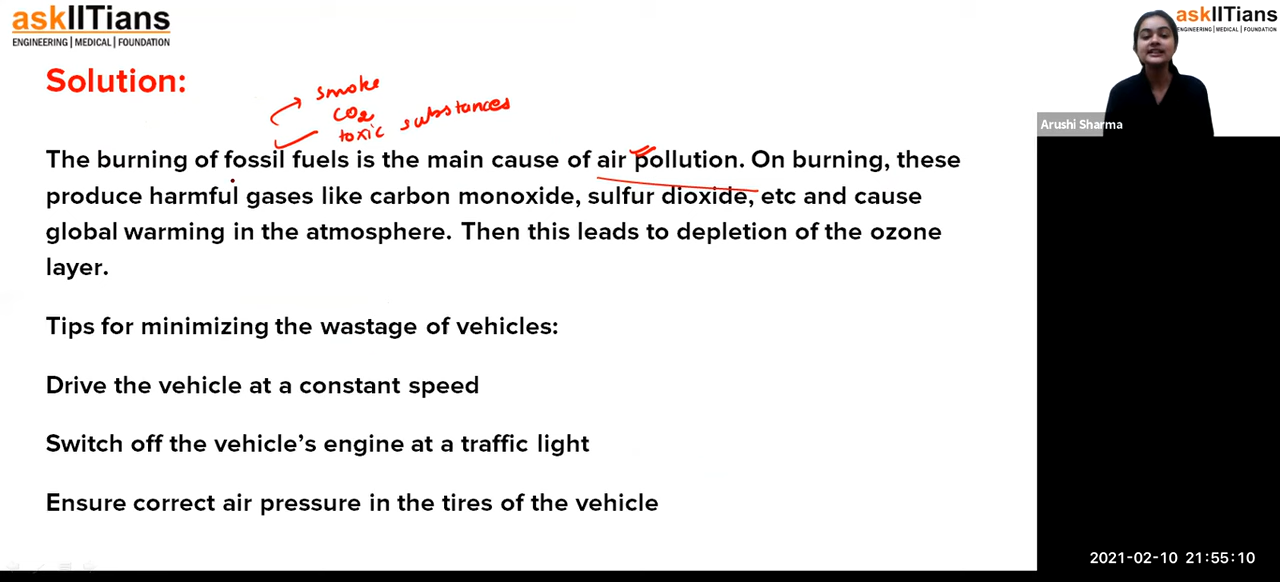 askIITians
ENGINEERING | MEDICAL | FOUNDATION
askIITians
ENGINEERING | MEDICAL | FOUNDATION
Arushi Sharma
Solution:
smoke
CO2
toxic substances
The burning of fossil fuels is the main cause of air pollution. On burning, these
produce harmful gases like carbon monoxide, sulfur dioxide, etc and cause
global warming in the atmosphere. Then this leads to depletion of the ozone
layer.
Tips for minimizing the wastage of vehicles:
Drive the vehicle at a constant speed
Switch off the vehicle’s engine at a traffic light
Ensure correct air pressure in the tires of the vehicle
2021-02-10 21:55:10